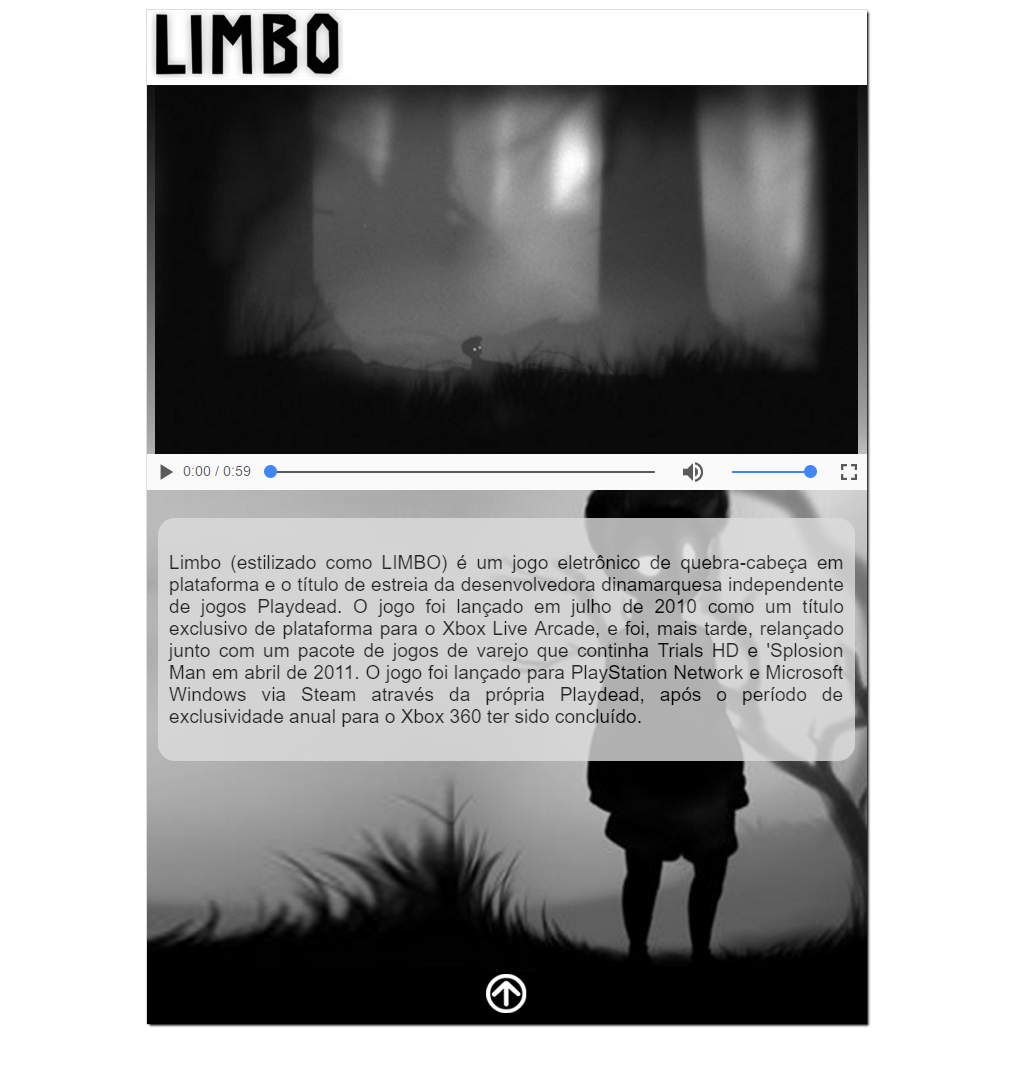 LIMBO
0:00 / 0:59
Limbo (estilizado como LIMBO) é um jogo eletrônico de quebra-cabeça em
plataforma e o título de estreia da desenvolvedora dinamarquesa independente
de jogos Playdead. O jogo foi lançado em julho de 2010 como um título
exclusivo de plataforma para o Xbox Live Arcade, e foi, mais tarde, relançado
junto com um pacote de jogos de varejo que continha Trials HD e 'Splosion
Man em abril de 2011. O jogo foi lançado para PlayStation Network e Microsoft
Windows via Steam através da própria Playdead, após o período de
exclusividade anual para o Xbox 360 ter sido concluído.